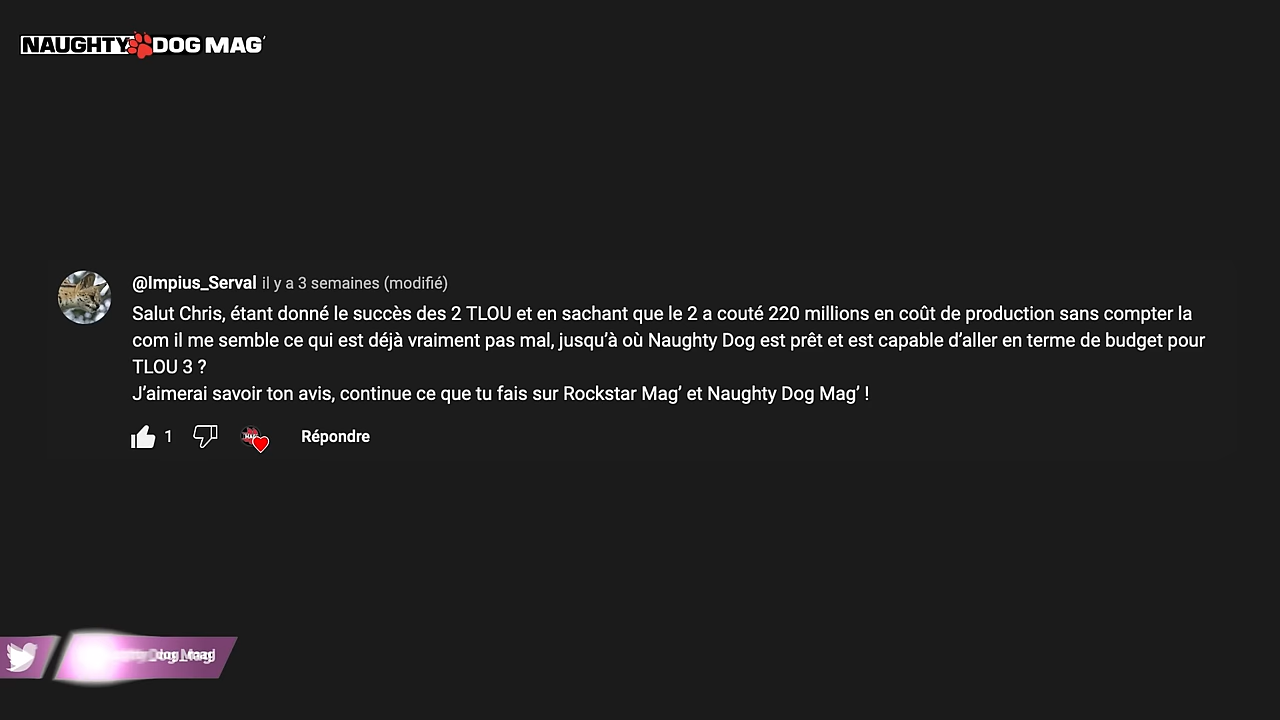 NAUGHTY DOG MAG'
@Impius_Serval il y a 3 semaines (modifié)
Salut Chris, étant donné le succès des 2 TLOU et en sachant que le 2 a couté 220 millions en coût de production sans compter la
com il me semble ce qui est déjà vraiment pas mal, jusqu’à où Naughty Dog est prêt et est capable d’aller en terme de budget pour
TLOU 3 ?
J’aimerai savoir ton avis, continue ce que tu fais sur Rockstar Mag’ et Naughty Dog Mag’ !
1 Répondre